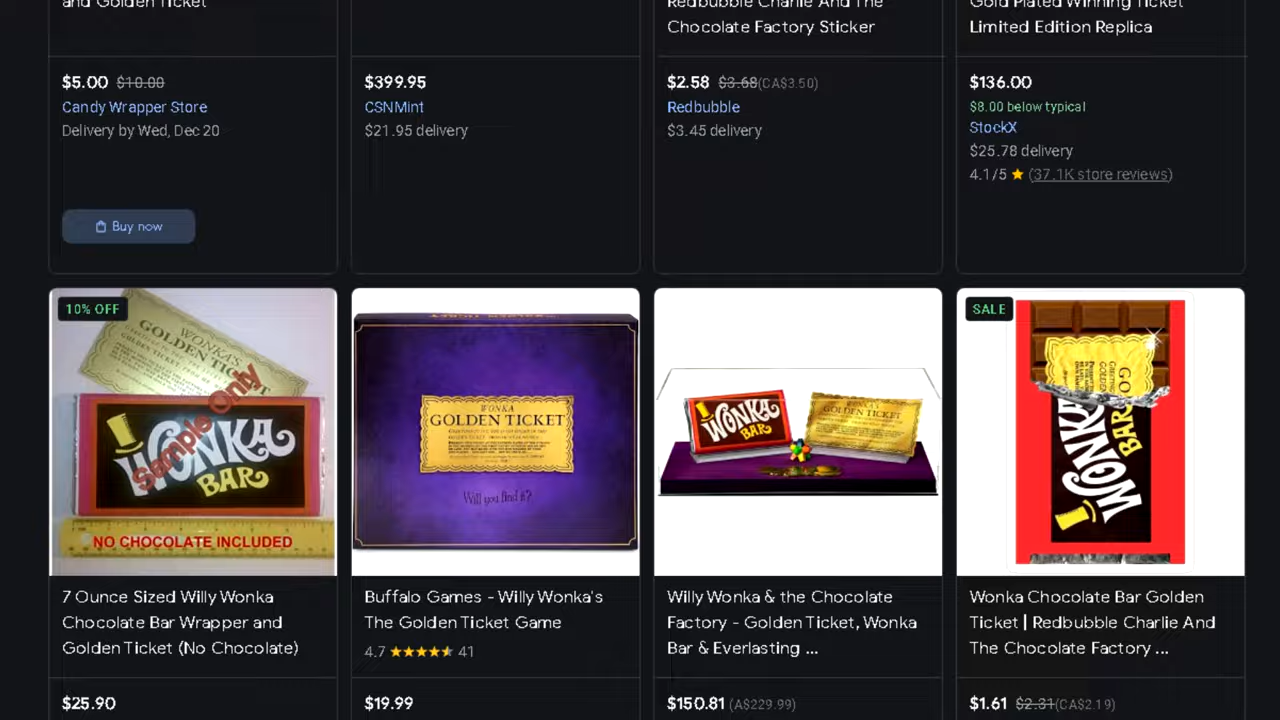 and Golden Ticket
Redbubble Charlie And The
Chocolate Factory Sticker
Gold Plated Winning Ticket
Limited Edition Replica
$5.00 $10.00
Candy Wrapper Store
Delivery by Wed, Dec 20
Buy now
$399.95
CSNMint
$21.95 delivery
$2.58 $3.68(CA$3.50)
Redbubble
$3.45 delivery
$136.00
$8.00 below typical
StockX
$25.78 delivery
4.1/5 ★ (37.1K store reviews)
10% OFF
WONKA'S
GOLDEN TICKET
Sample Only
WONKA
BAR
NO CHOCOLATE INCLUDED
7 Ounce Sized Willy Wonka
Chocolate Bar Wrapper and
Golden Ticket (No Chocolate)
$25.90
WONKA
GOLDEN TICKET
Will you find it?
Buffalo Games - Willy Wonka's
The Golden Ticket Game
4.7 ★★★★★ 41
$19.99
WONKA
BAR
GOLDEN TICKET
Willy Wonka & the Chocolate
Factory - Golden Ticket, Wonka
Bar & Everlasting ...
$150.81 (A$229.99)
SALE
WONKA
BAR
Wonka Chocolate Bar Golden
Ticket | Redbubble Charlie And
The Chocolate Factory ...
$1.61 $2.31(CA$2.19)